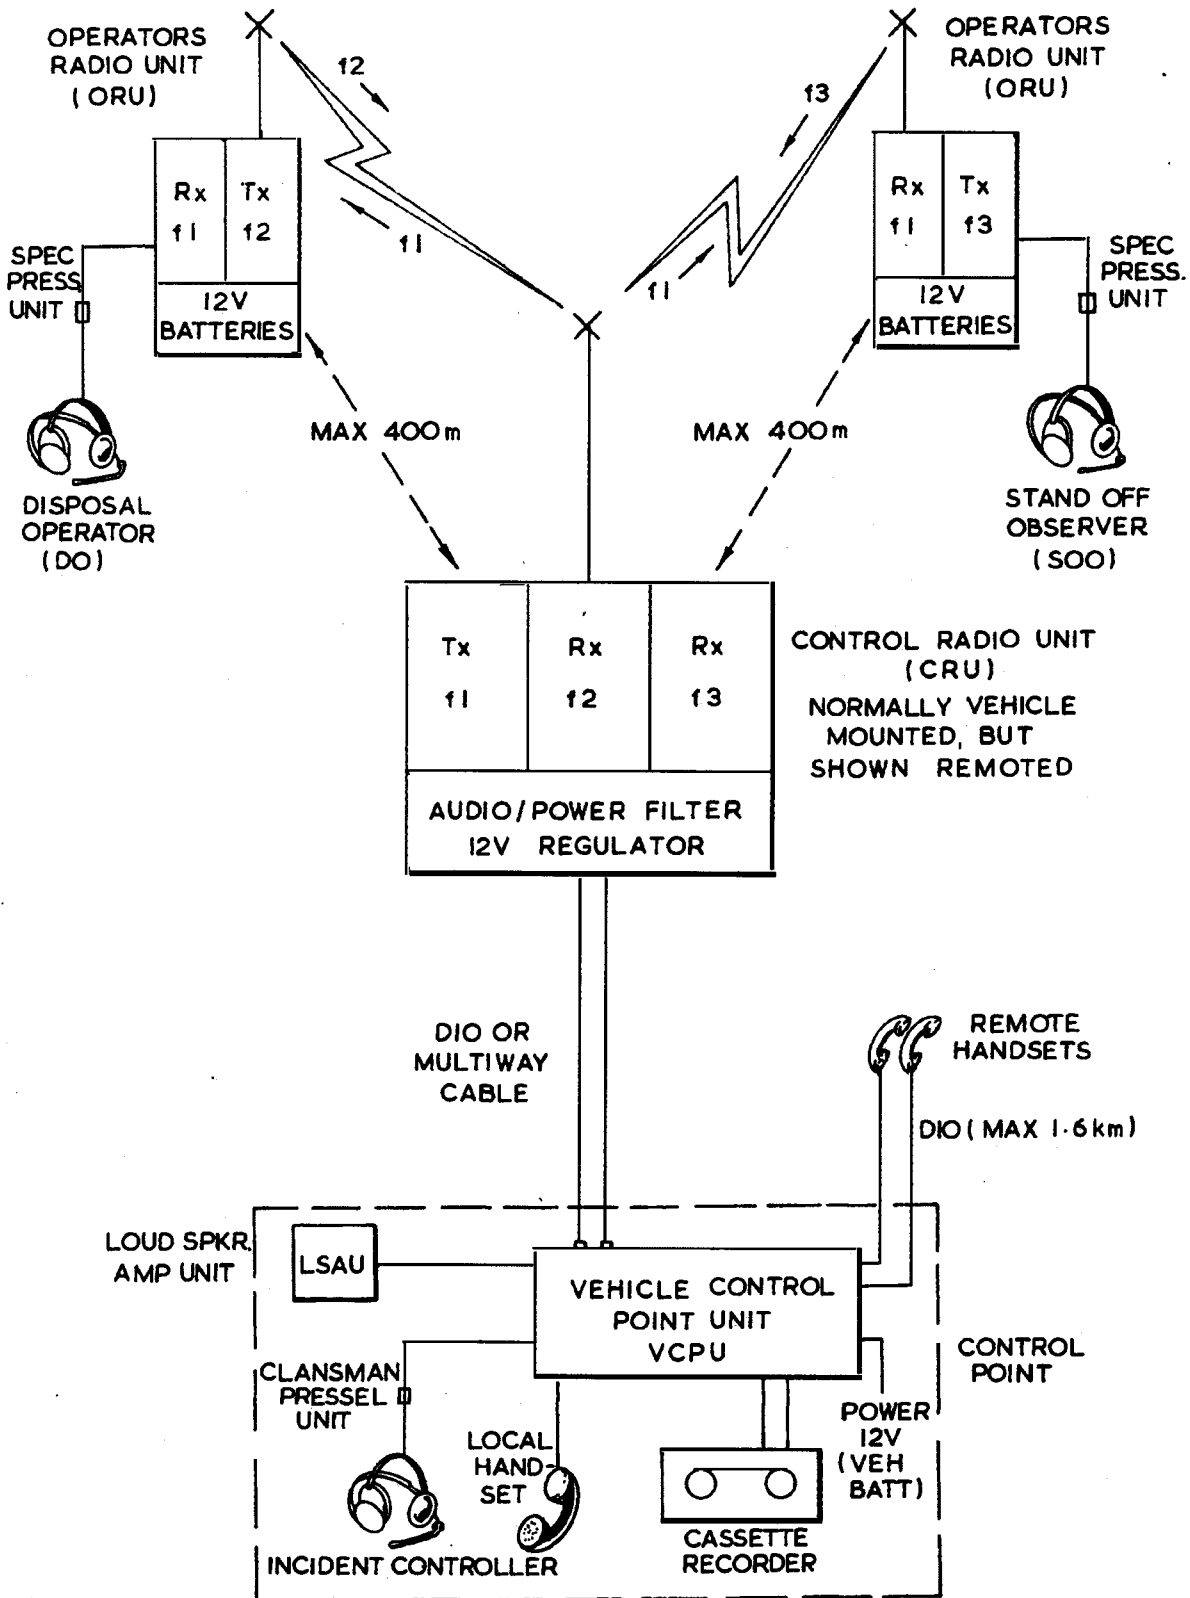 OPERATORS
RADIO UNIT
(ORU)
f2
f1
Rx
f1
Tx
f2
12V
BATTERIES
SPEC
PRESS.
UNIT
DISPOSAL
OPERATOR
(DO)
MAX 400m
OPERATORS
RADIO UNIT
(ORU)
f3
f1
Rx
f1
Tx
f3
12V
BATTERIES
SPEC
PRESS.
UNIT
STAND OFF
OBSERVER
(SOO)
MAX 400m
Tx
f1
Rx
f2
Rx
f3
AUDIO/POWER FILTER
12V REGULATOR
CONTROL RADIO UNIT
(CRU)
NORMALLY VEHICLE
MOUNTED, BUT
SHOWN REMOTED
DIO OR
MULTIWAY
CABLE
REMOTE
HANDSETS
DIO (MAX 1·6km)
LOUD SPKR.
AMP UNIT
LSAU
VEHICLE CONTROL
POINT UNIT
VCPU
CONTROL
POINT
CLANSMAN
PRESSEL
UNIT
INCIDENT CONTROLLER
LOCAL
HAND-
SET
CASSETTE
RECORDER
POWER
12V
(VEH
BATT)